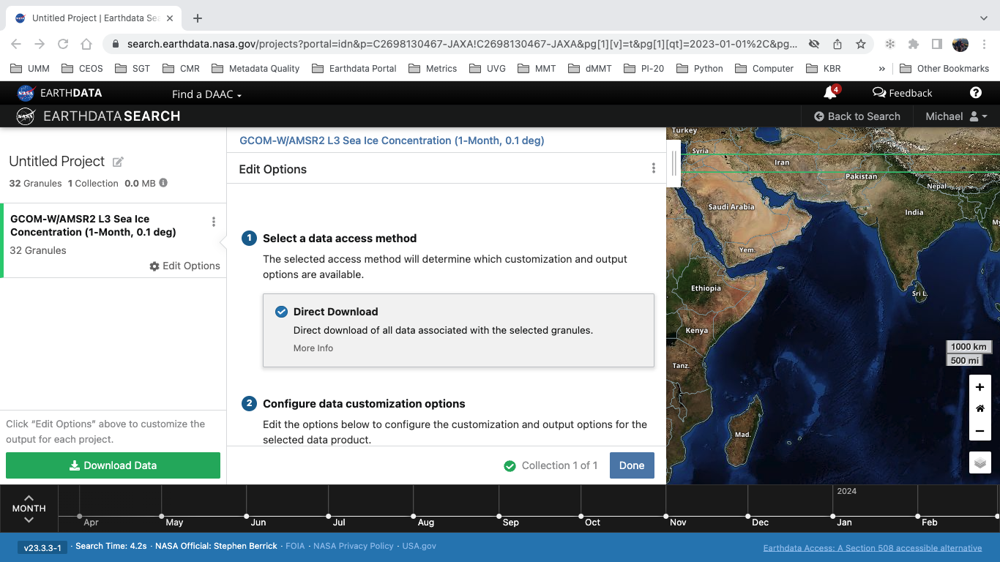 Untitled Project | Earthdata Sea
search.earthdata.nasa.gov/projects?portal=idn&p=C2698130467-JAXA!C2698130467-JAXA&pg[1][v]=t&pg[1][qt]=2023-01-01%2C&pg...
UMM CEOS SGT CMR Metadata Quality Earthdata Portal Metrics UVG MMT dMMT PI-20 Python Computer KBR » Other Bookmarks
NASA EARTHDATA Find a DAAC 4 Feedback
NASA EARTHDATA SEARCH Back to Search Michael
Untitled Project
32 Granules 1 Collection 0.0 MB
GCOM-W/AMSR2 L3 Sea Ice
Concentration (1-Month, 0.1 deg)
32 Granules
Edit Options
Click "Edit Options" above to customize the
output for each project.
Download Data
GCOM-W/AMSR2 L3 Sea Ice Concentration (1-Month, 0.1 deg)
Edit Options
1 Select a data access method
The selected access method will determine which customization and output
options are available.
Direct Download
Direct download of all data associated with the selected granules.
More Info
2 Configure data customization options
Edit the options below to configure the customization and output options for the
selected data product.
Collection 1 of 1 Done
Turkey
Syria
Iran
Pakistan
Nepal
Saudi Arabia
India
My
Yem.
Ethiopia
Sri L.
Kenya
Tanz.
Mad.
1000 km
500 mi
MONTH
2024
Apr May Jun Jul Aug Sep Oct Nov Dec Jan Feb
v23.3.3-1 · Search Time: 4.2s · NASA Official: Stephen Berrick · FOIA · NASA Privacy Policy · USA.gov
Earthdata Access: A Section 508 accessible alternative